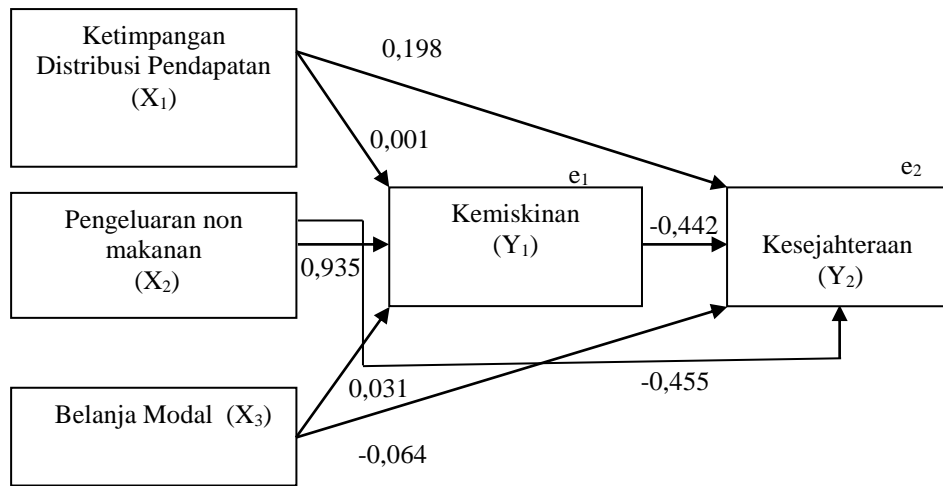 Ketimpangan
Distribusi Pendapatan
(X₁)
0,198
0,001
e₁
e₂
Pengeluaran non
makanan
(X₂)
0,935
Kemiskinan
(Y₁)
-0,442
Kesejahteraan
(Y₂)
Belanja Modal (X₃)
0,031
-0,455
-0,064